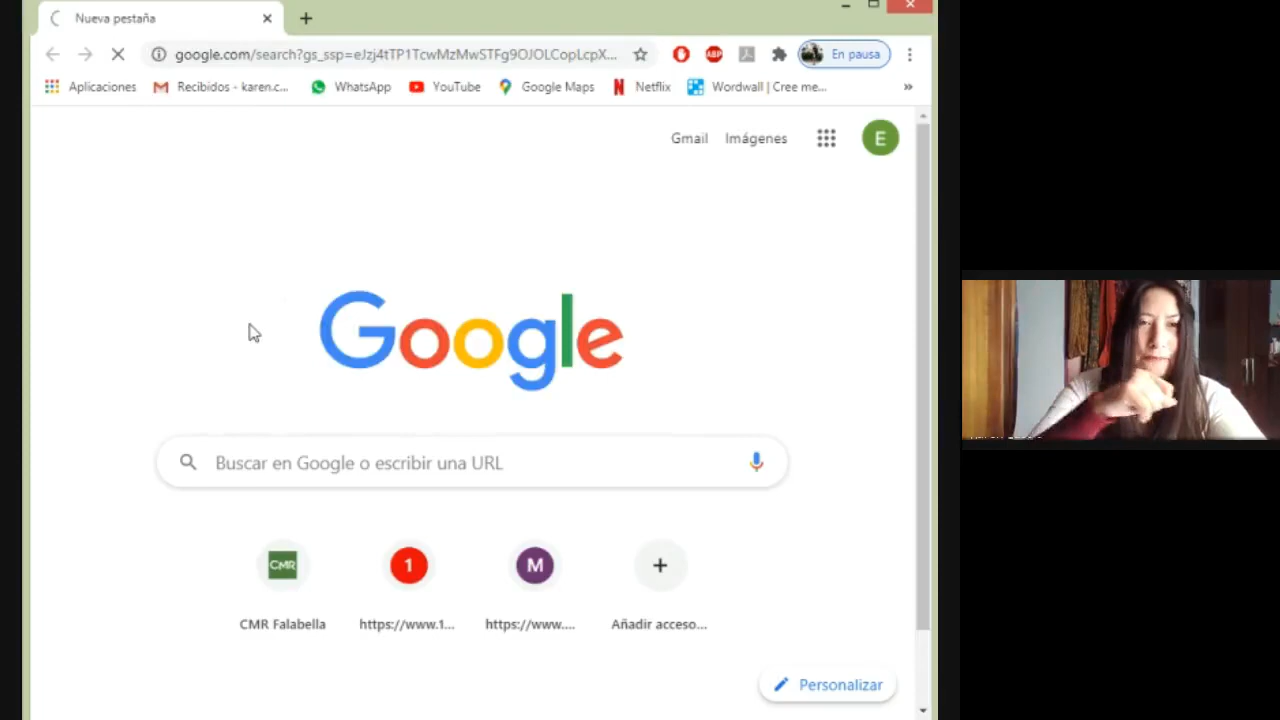 Nueva pestaña
google.com/search?gs_ssp=eJzj4tTP1TcwMzMwSTFg9OJOLCopLcpX...
ABP
En pausa
Aplicaciones
Recibidos - karen.c...
WhatsApp
YouTube
Google Maps
Netflix
Wordwall | Cree me...
»
Gmail
Imágenes
E
Google
Buscar en Google o escribir una URL
CMR
1
M
CMR Falabella
https://www.1...
https://www....
Añadir acceso...
Personalizar